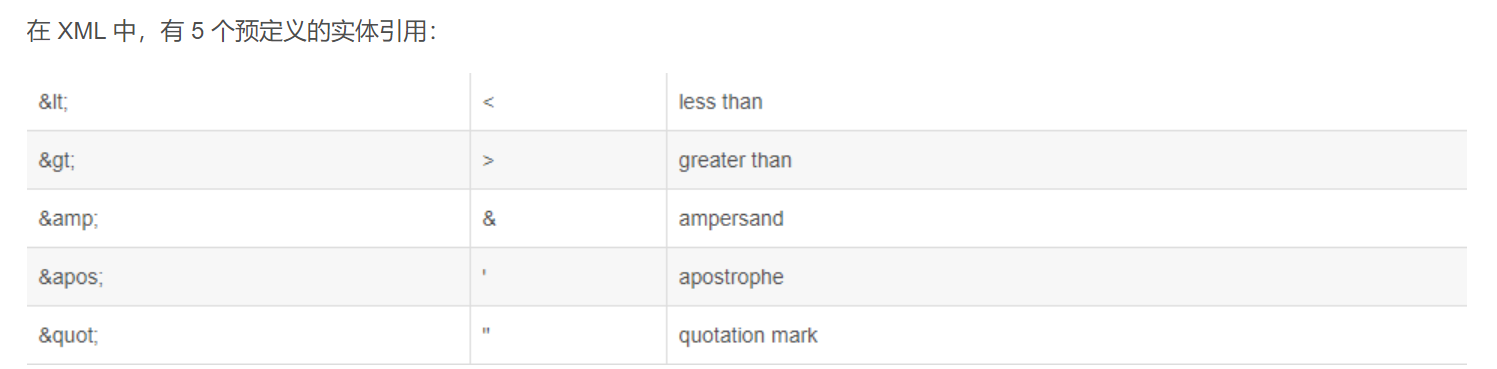 在 XML 中，有 5 个预定义的实体引用：
&lt; < less than
&gt; > greater than
&amp; & ampersand
&apos; ' apostrophe
&quot; " quotation mark